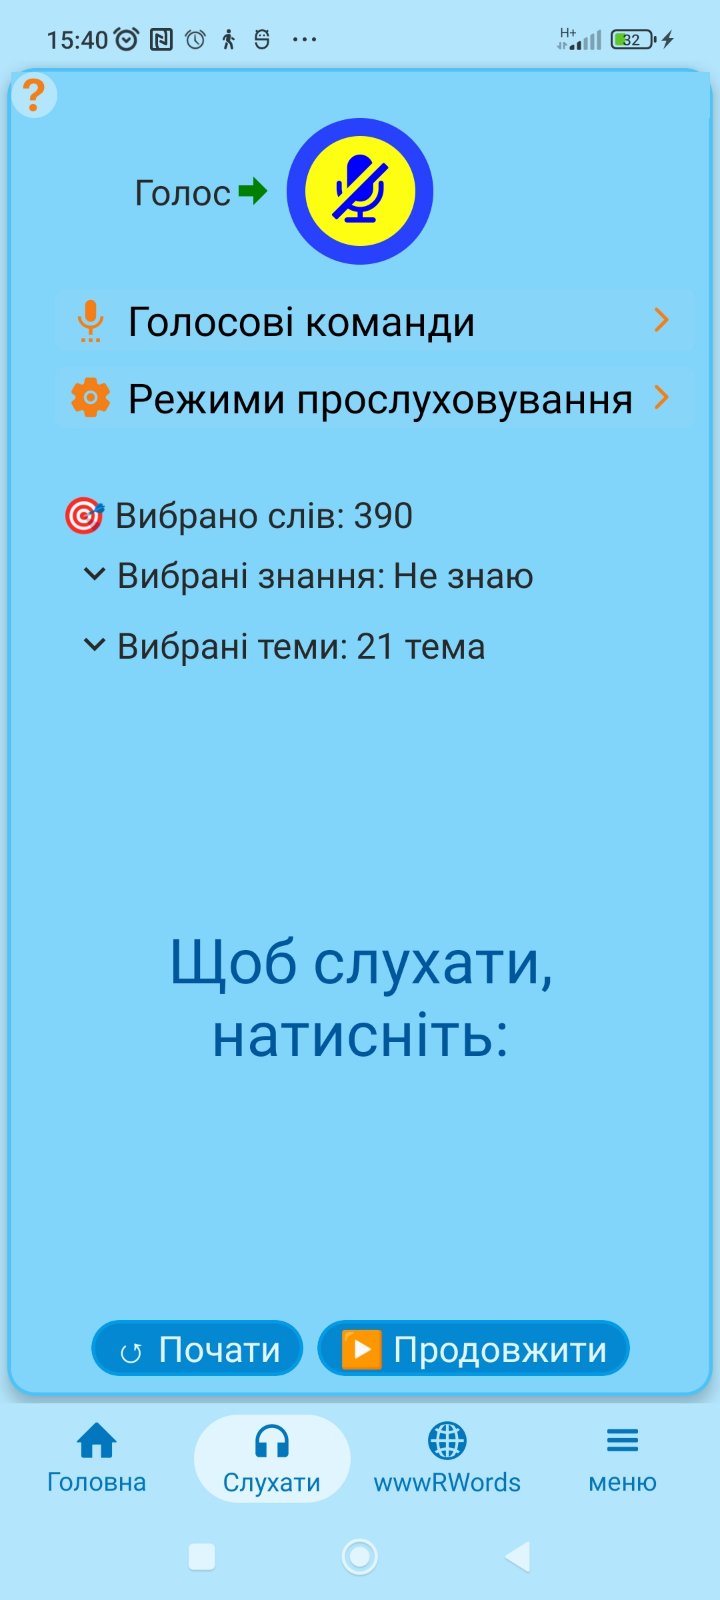 15:40
H+
32
?
Голос
Голосові команди
Режими прослуховування
Вибрано слів: 390
Вибрані знання: Не знаю
Вибрані теми: 21 тема
Щоб слухати,
натисніть:
Почати
Продовжити
Головна
Слухати
wwwRWords
меню